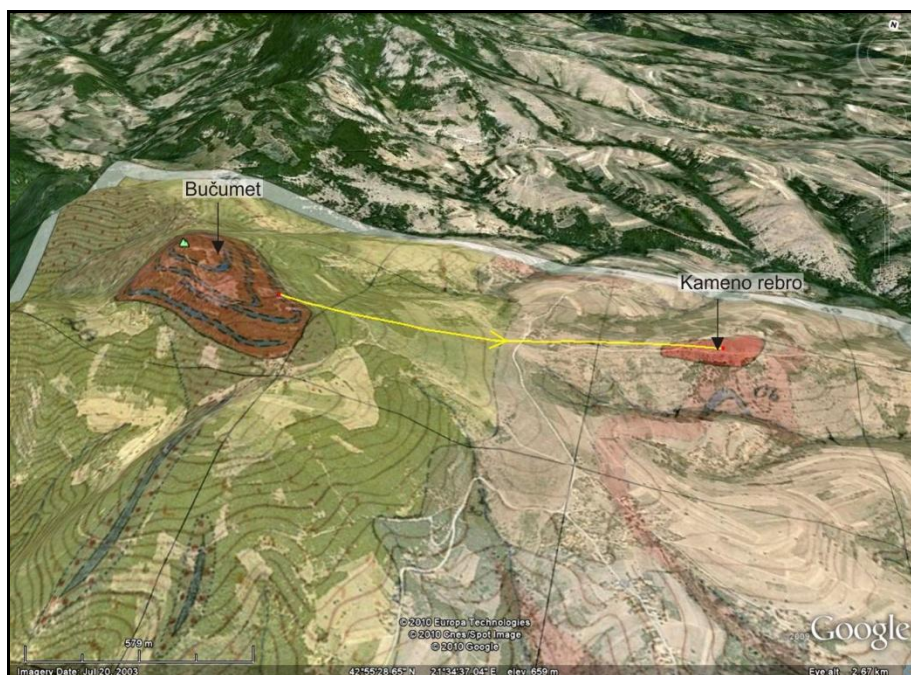 N
Bučumet
Kameno rebro
© 2010 Europa Technologies
© 2010 Cnes/Spot Image
© 2010 Google
©2009 Google
579 m
Imagery Date: Jul 20, 2003 42°55'28.65" N 21°34'37.04" E elev 659 m Eye alt 2.67 km